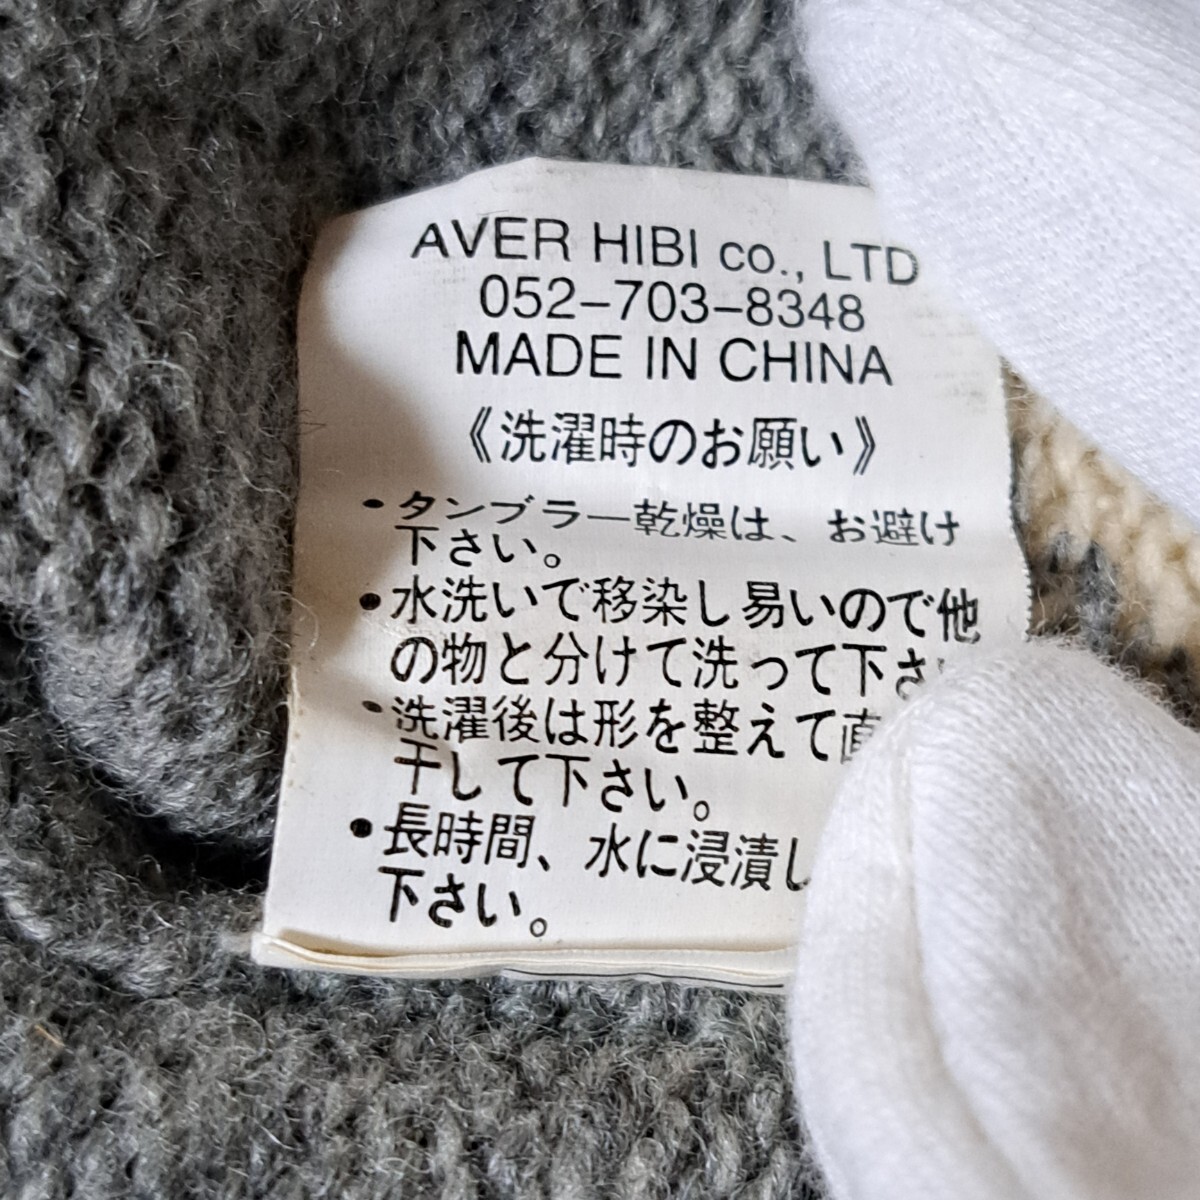 AVER HIBI co., LTD
052-703-8348
MADE IN CHINA
《洗濯時のお願い》
・タンブラー乾燥は、お避け
下さい。
・水洗いで移染し易いので他
の物と分けて洗って下さ
・洗濯後は形を整えて直
干して下さい。
・長時間、水に浸漬し
下さい。